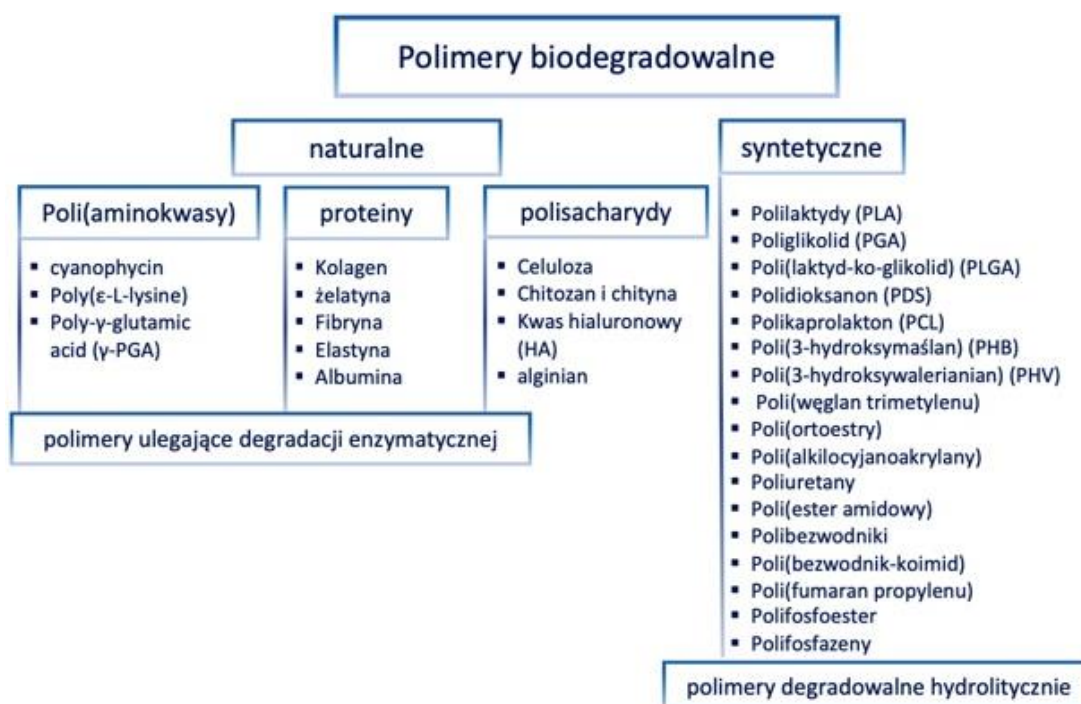 Polimery biodegradowalne
naturalne
Poli(aminokwasy)
▪ cyanophycin
▪ Poly(ε-L-lysine)
▪ Poly-γ-glutamic
acid (γ-PGA)
proteiny
▪ Kolagen
▪ żelatyna
▪ Fibryna
▪ Elastyna
▪ Albumina
polisacharydy
▪ Celuloza
▪ Chitozan i chityna
▪ Kwas hialuronowy
(HA)
▪ alginian
polimery ulegające degradacji enzymatycznej
syntetyczne
▪ Polilaktydy (PLA)
▪ Poliglikolid (PGA)
▪ Poli(laktyd-ko-glikolid) (PLGA)
▪ Polidioksanon (PDS)
▪ Polikaprolakton (PCL)
▪ Poli(3-hydroksymaślan) (PHB)
▪ Poli(3-hydroksywalerianian) (PHV)
▪ Poli(węglan trimetylenu)
▪ Poli(ortoestry)
▪ Poli(alkilocyjanoakrylany)
▪ Poliuretany
▪ Poli(ester amidowy)
▪ Polibezwodniki
▪ Poli(bezwodnik-koimid)
▪ Poli(fumaran propylenu)
▪ Polifosfoester
▪ Polifosfazeny
polimery degradowalne hydrolitycznie